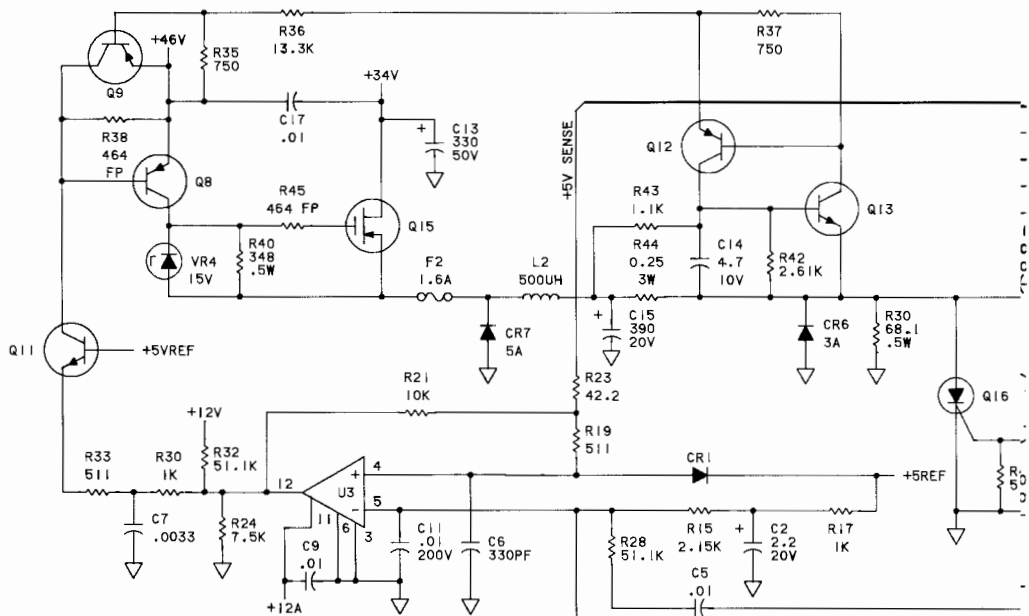 R36
13.3K
R37
750
+46V
R35
750
+34V
Q9
C17
.01
+
C13
330
50V
R38
464
FP
Q8
Q12
+5V SENSE
R45
464 FP
Q15
R43
1.1K
Q13
R40
348
.5W
VR4
15V
F2
1.6A
L2
500UH
R44
0.25
3W
C14
4.7
10V
R42
2.61K
+
C15
390
20V
CR7
5A
CR6
3A
R30
68.1
.5W
Q11
+5VREF
R21
10K
R23
42.2
Q16
+12V
R33
511
R30
1K
R32
51.1K
R19
511
12
U3
+
4
CR1
+5REF
-
5
11
6
3
C7
.0033
R24
7.5K
C9
.01
C11
.01
200V
C6
330PF
R28
51.1K
R15
2.15K
+
C2
2.2
20V
R17
1K
C5
.01
+12A